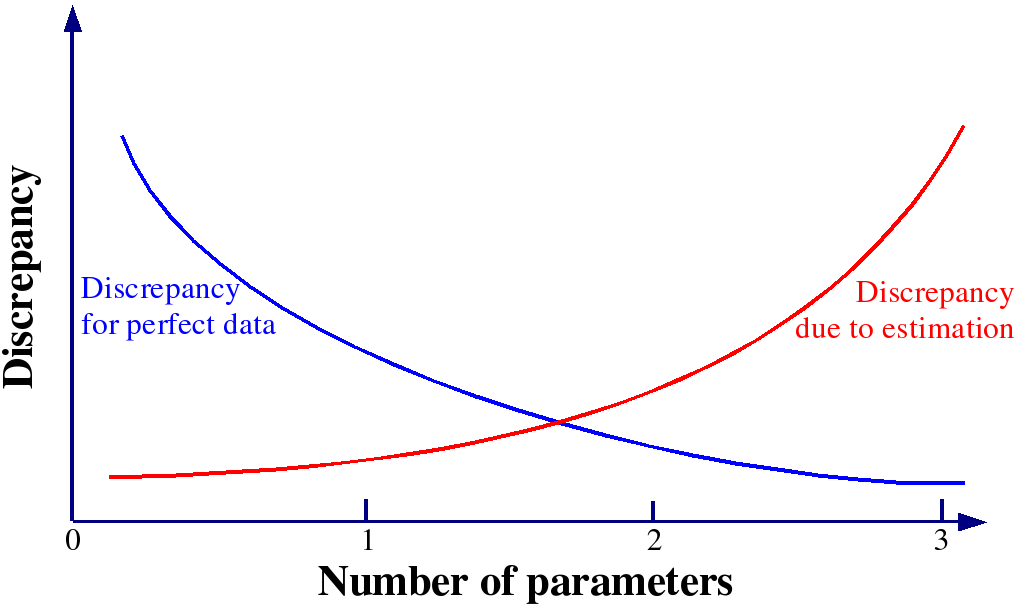 Discrepancy
Discrepancy
for perfect data
Discrepancy
due to estimation
0
1
2
3
Number of parameters